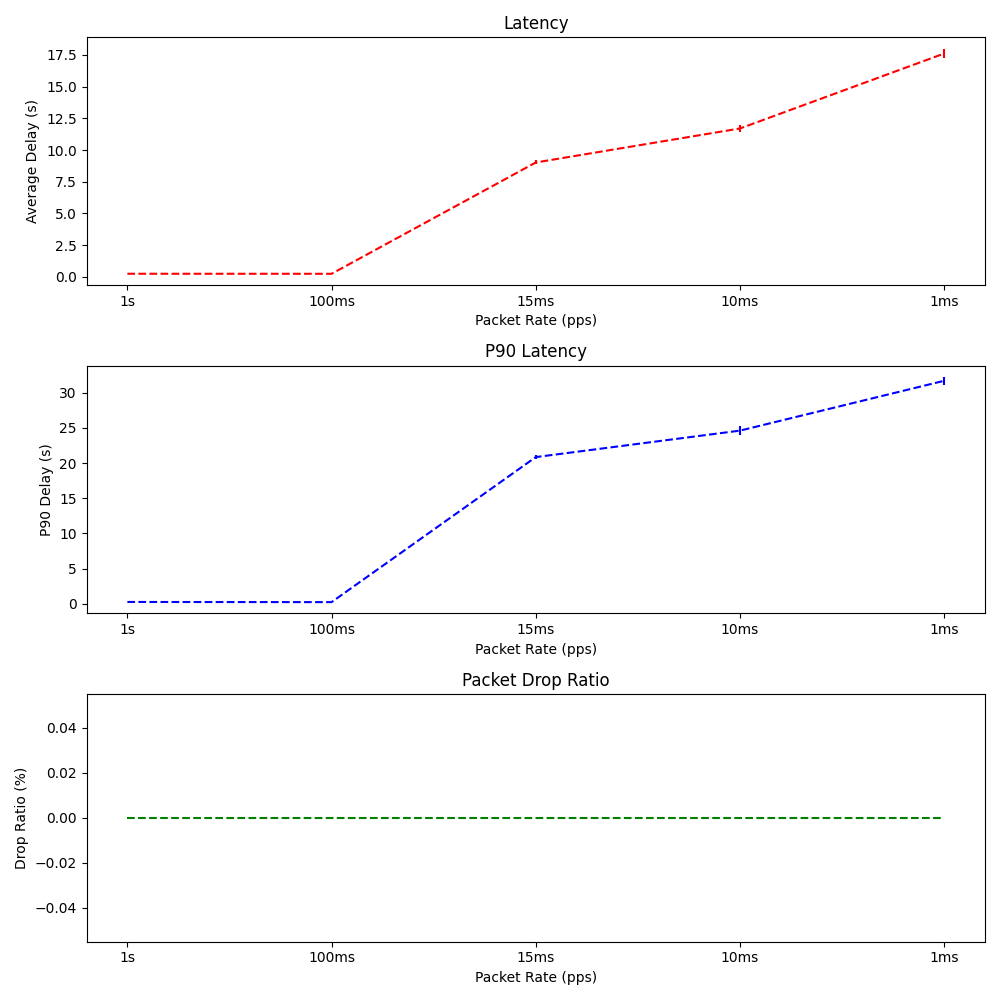 Latency
Average Delay (s)
17.5
15.0
12.5
10.0
7.5
5.0
2.5
0.0
1s 100ms 15ms 10ms 1ms
Packet Rate (pps)
P90 Latency
P90 Delay (s)
30
25
20
15
10
5
0
1s 100ms 15ms 10ms 1ms
Packet Rate (pps)
Packet Drop Ratio
Drop Ratio (%)
0.04
0.02
0.00
−0.02
−0.04
1s 100ms 15ms 10ms 1ms
Packet Rate (pps)